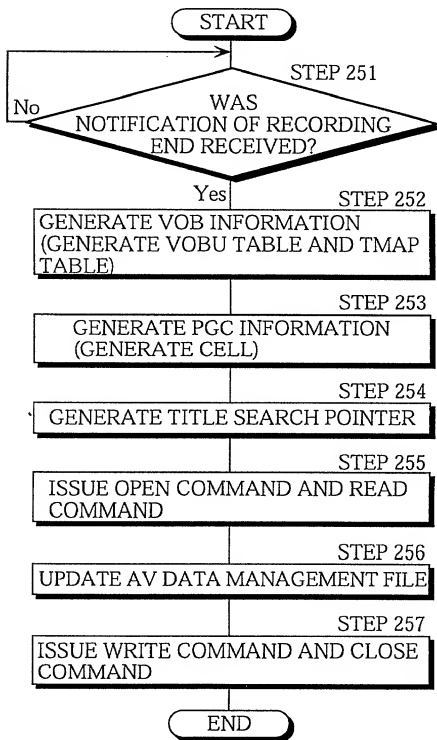 START
STEP 251
No
WAS
NOTIFICATION OF RECORDING
END RECEIVED?
Yes
STEP 252
GENERATE VOB INFORMATION
(GENERATE VOBU TABLE AND TMAP
TABLE)
STEP 253
GENERATE PGC INFORMATION
(GENERATE CELL)
STEP 254
GENERATE TITLE SEARCH POINTER
STEP 255
ISSUE OPEN COMMAND AND READ
COMMAND
STEP 256
UPDATE AV DATA MANAGEMENT FILE
STEP 257
ISSUE WRITE COMMAND AND CLOSE
COMMAND
END